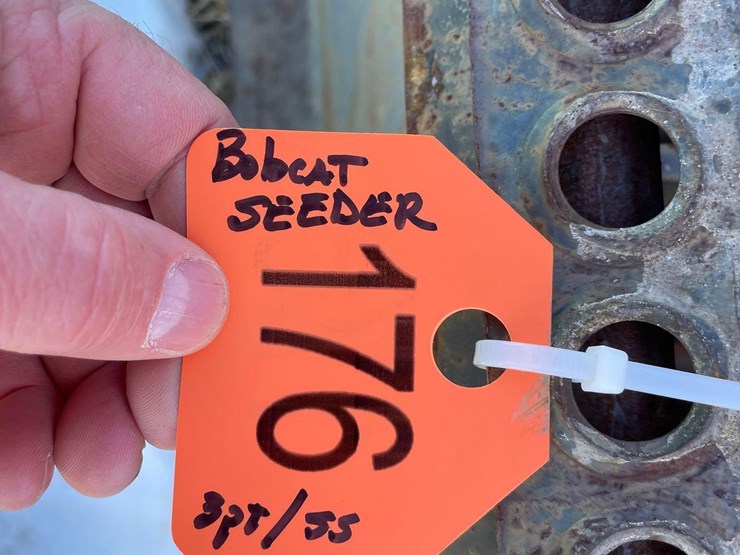 BobcAT
SEEDER
176
3pt/SS